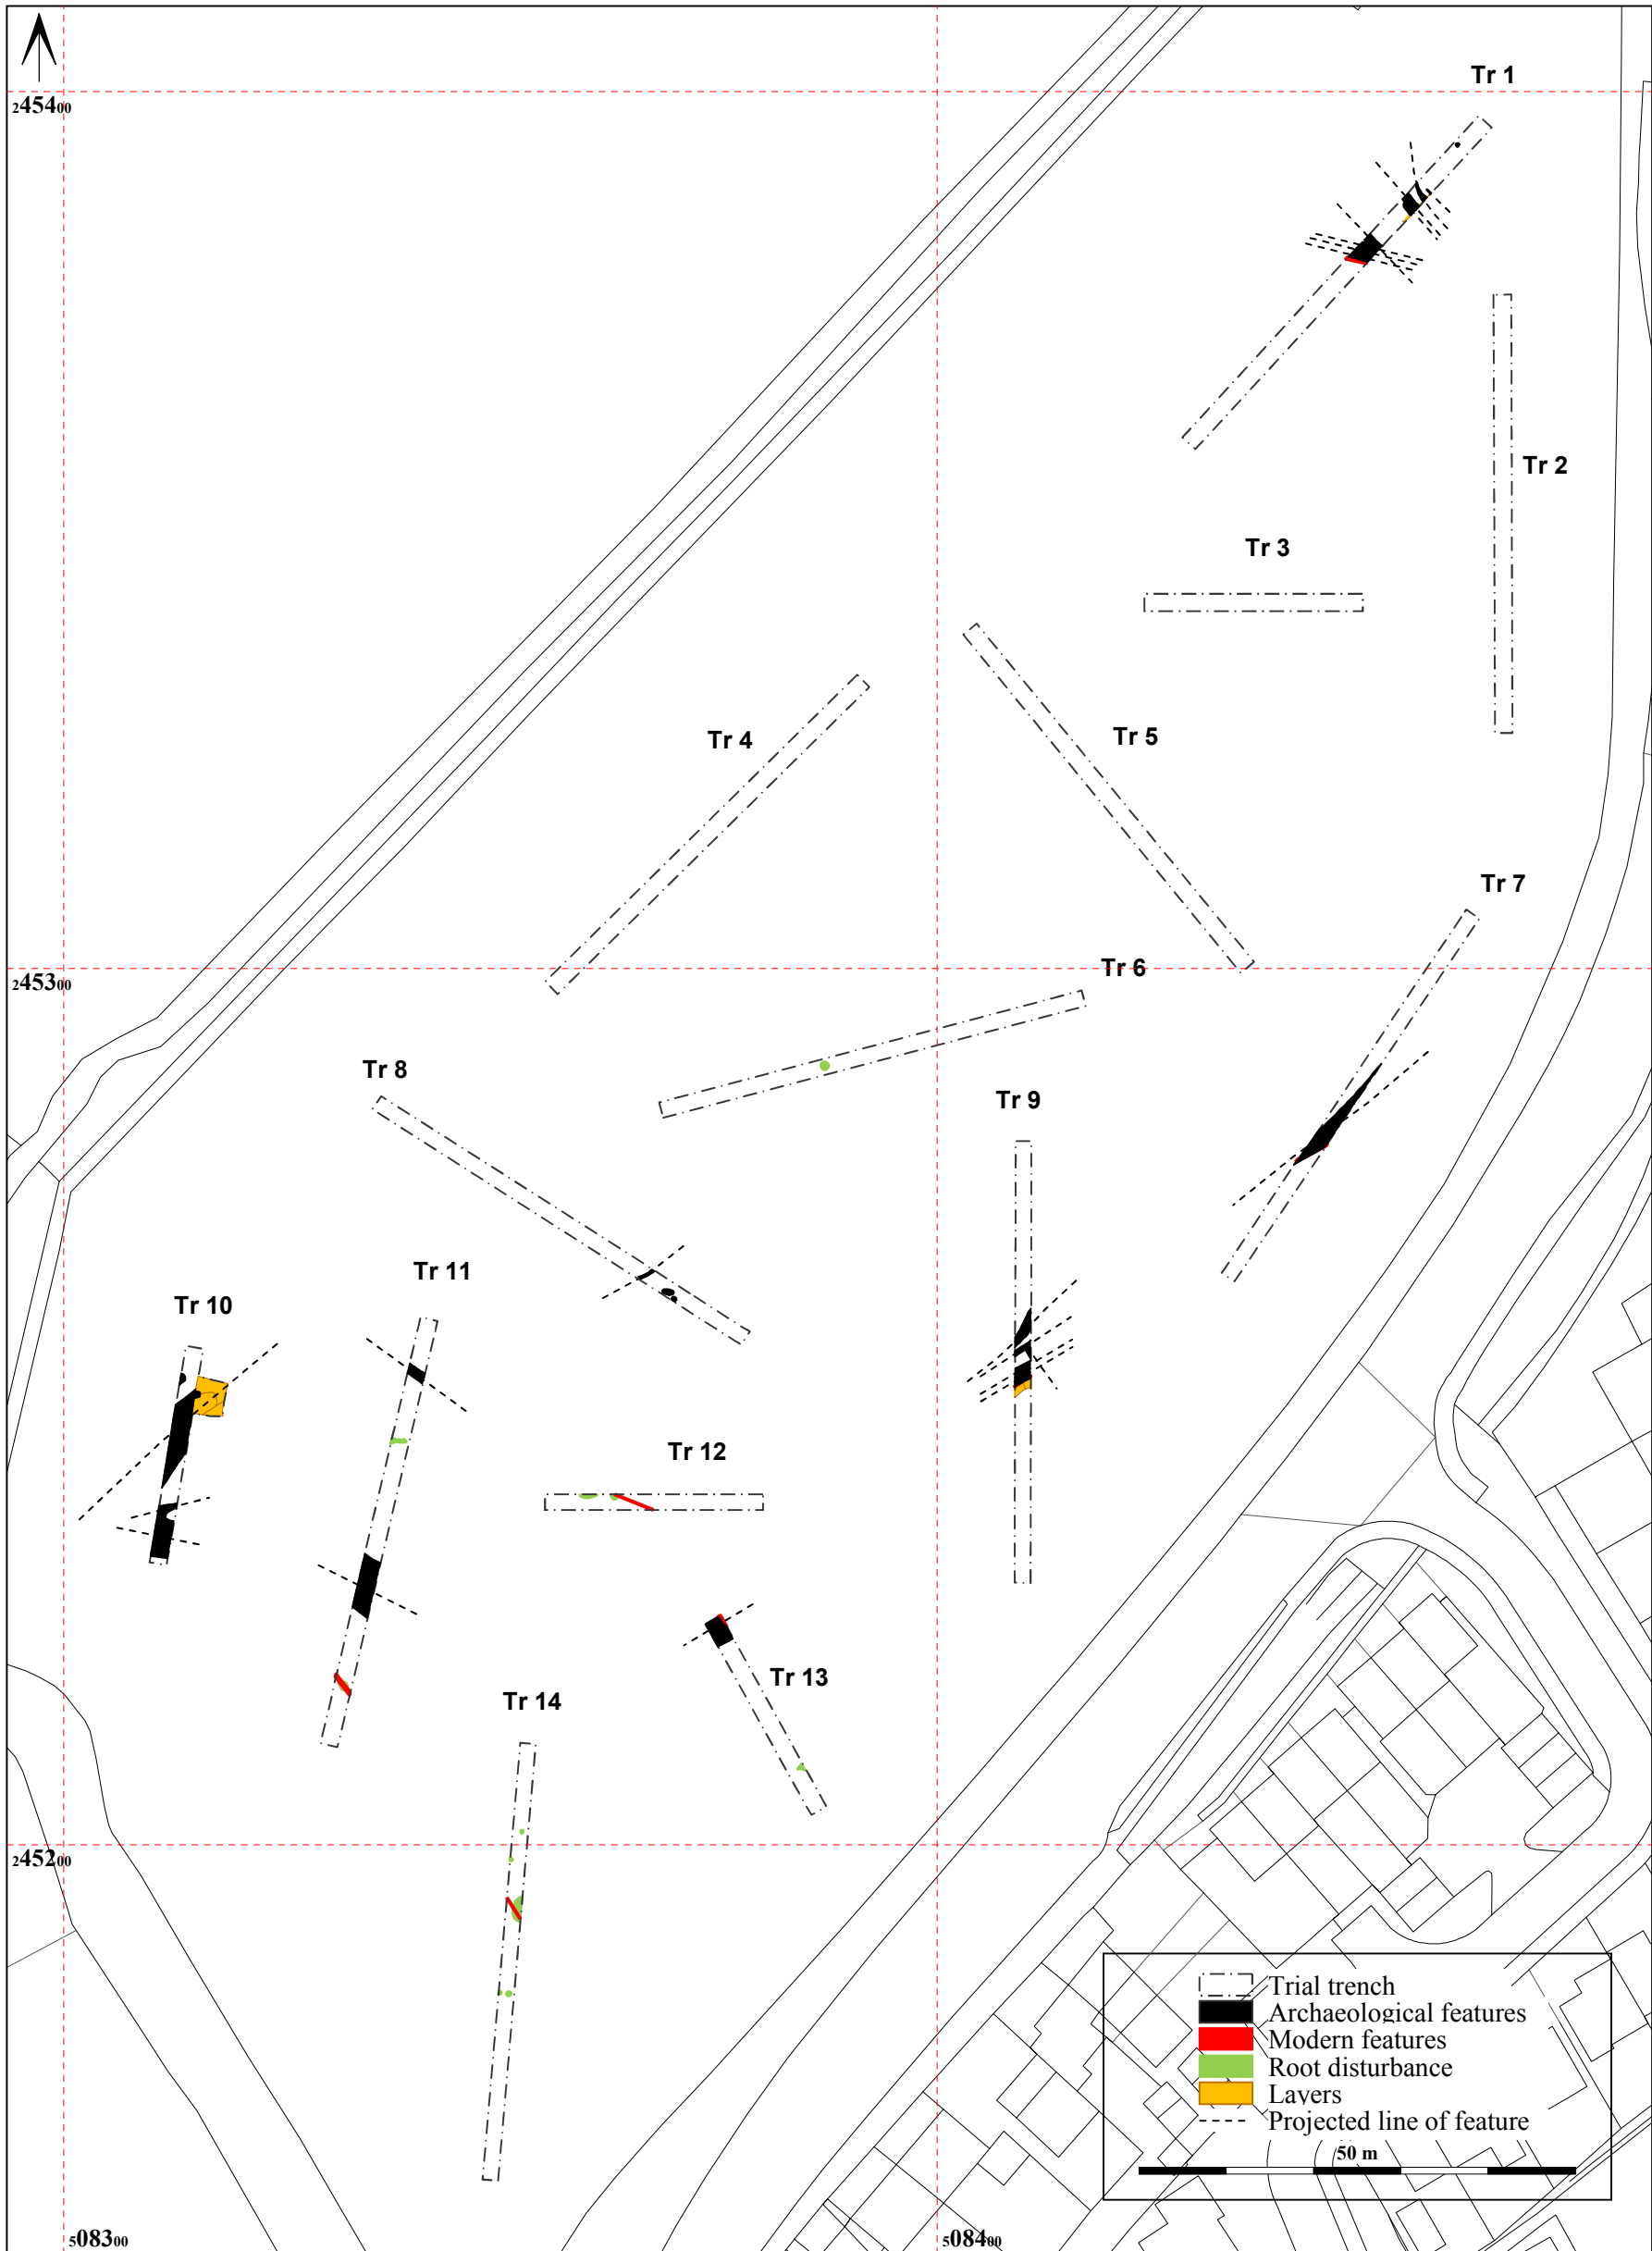 Tr 1
245400
Tr 2
Tr 3
Tr 4
Tr 5
Tr 7
Tr 6
245300
Tr 8
Tr 9
Tr 11
Tr 10
Tr 12
Tr 13
Tr 14
245200
Trial trench
Archaeological features
Modern features
Root disturbance
Layers
Projected line of feature
50 m
508300
508400